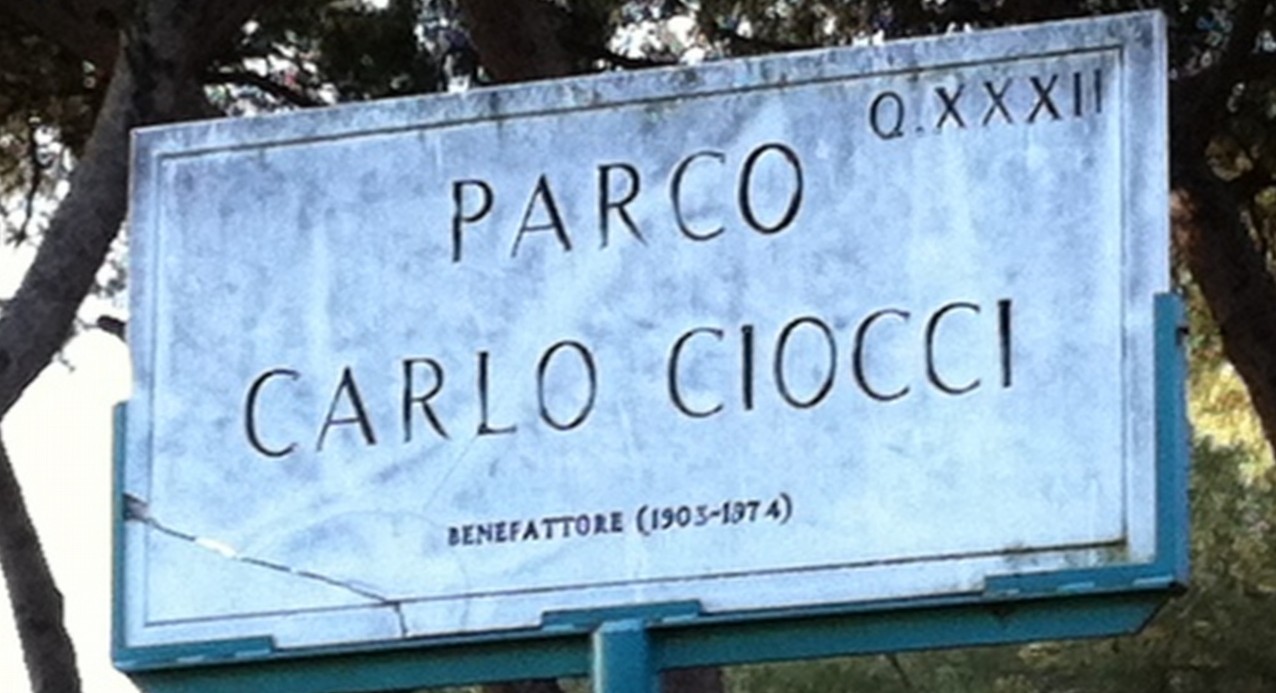 Q.XXXII
PARCO
CARLO CIOCCI
BENEFATTORE (1903-1974)